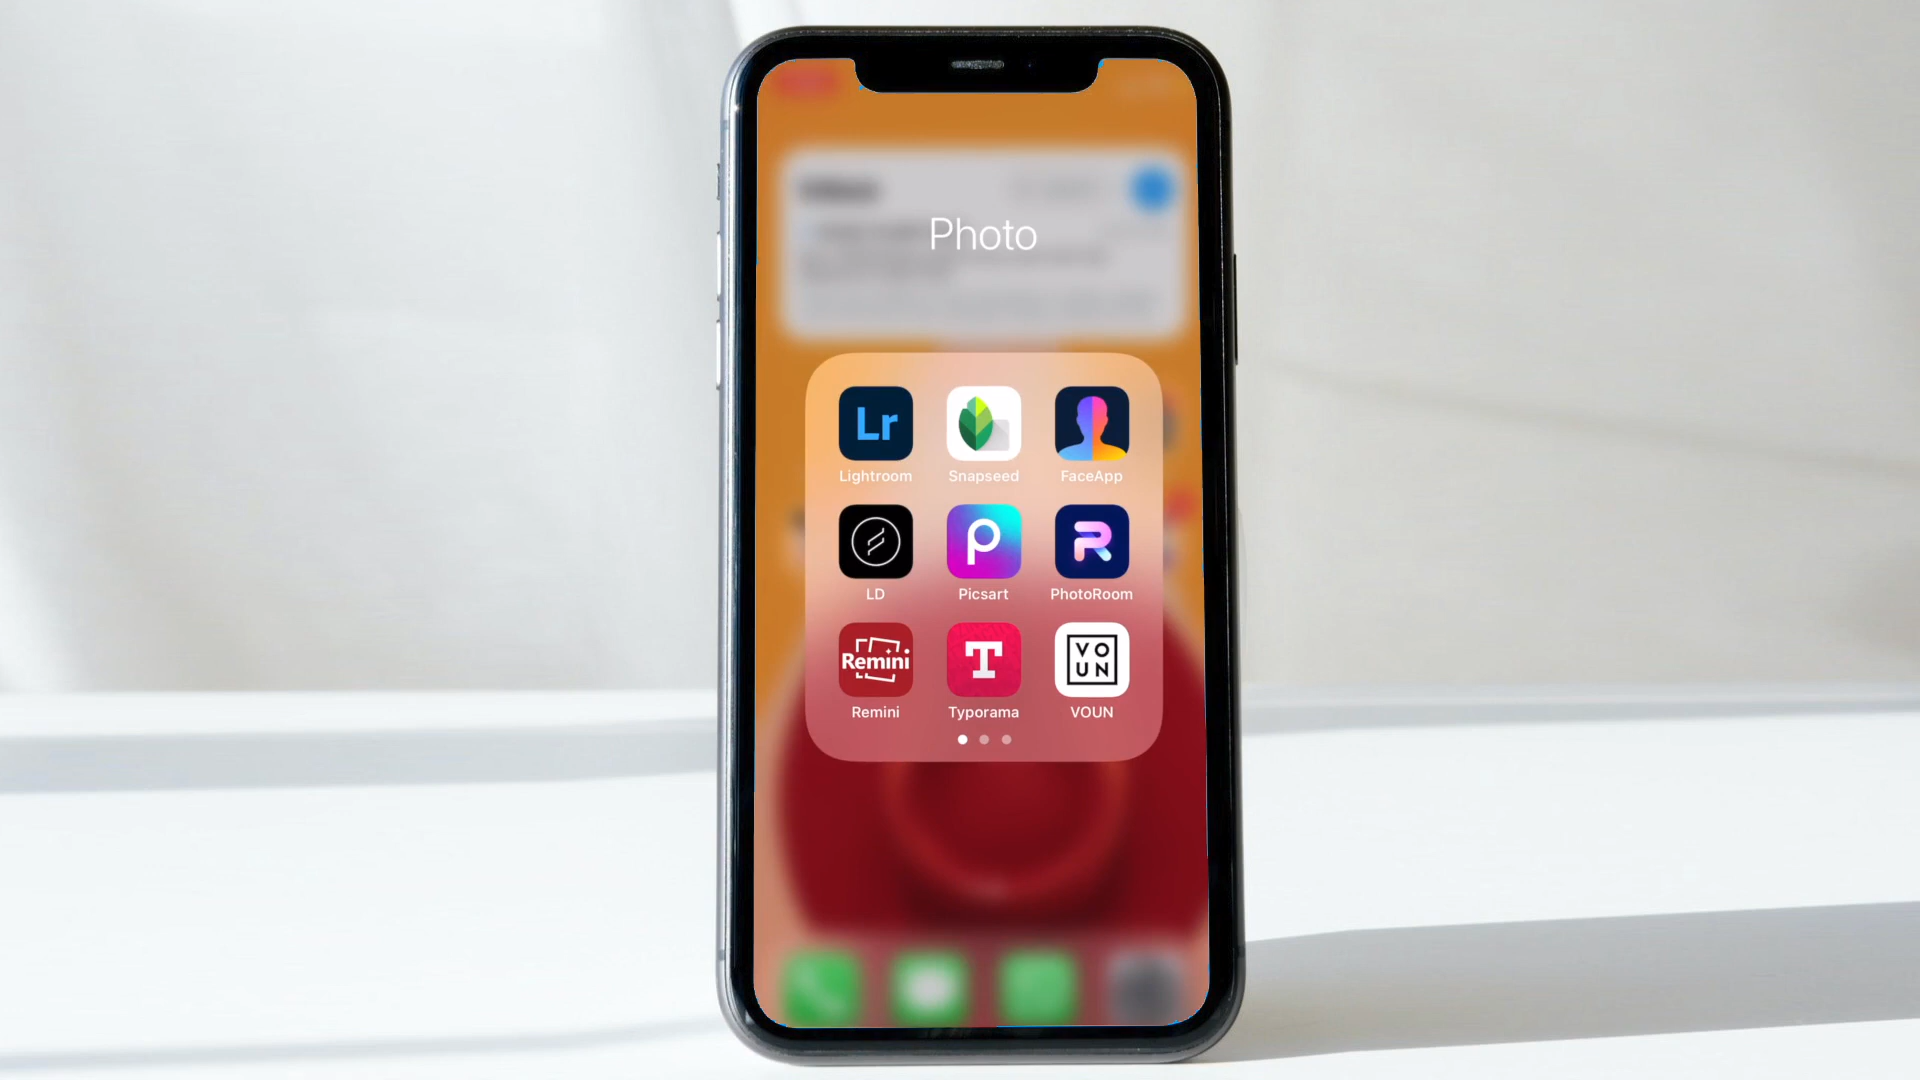 Photo
Lr
Lightroom
Snapseed
FaceApp
LD
P
Picsart
R
PhotoRoom
Remini
Remini
T
Typorama
VO
UN
VOUN